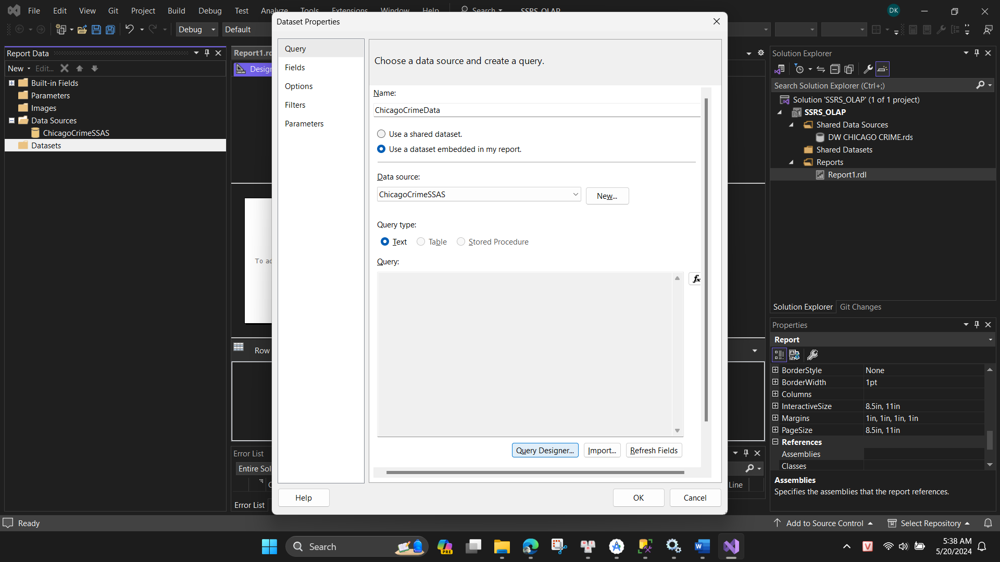 File Edit View Git Project Build Debug Test Analyze Tools Extensions Window Help Search SSRS_OLAP DK
Debug Default
Dataset Properties
Report Data
New Edit...
Built-in Fields
Parameters
Images
Data Sources
ChicagoCrimeSSAS
Datasets
Design
To
Row
Error List
Entire Sol
Error List
Line
Query
Fields
Options
Filters
Parameters
Choose a data source and create a query.
Name:
ChicagoCrimeData
Use a shared dataset.
Use a dataset embedded in my report.
Data source:
ChicagoCrimeSSAS
New...
Query type:
Text Table Stored Procedure
Query:
fx
Query Designer... Import... Refresh Fields
Help OK Cancel
Solution Explorer
Search Solution Explorer (Ctrl+;)
Solution 'SSRS_OLAP' (1 of 1 project)
SSRS_OLAP
Shared Data Sources
DW CHICAGO CRIME.rds
Shared Datasets
Reports
Report1.rdl
Solution Explorer Git Changes
Properties
Report
BorderStyle None
BorderWidth 1pt
Columns
InteractiveSize 8.5in, 11in
Margins 1in, 1in, 1in, 1in
PageSize 8.5in, 11in
References
Assemblies
Classes
Assemblies
Specifies the assemblies that the report references.
Ready
Add to Source Control Select Repository
Search
PRE
V
5:38 AM
5/20/2024